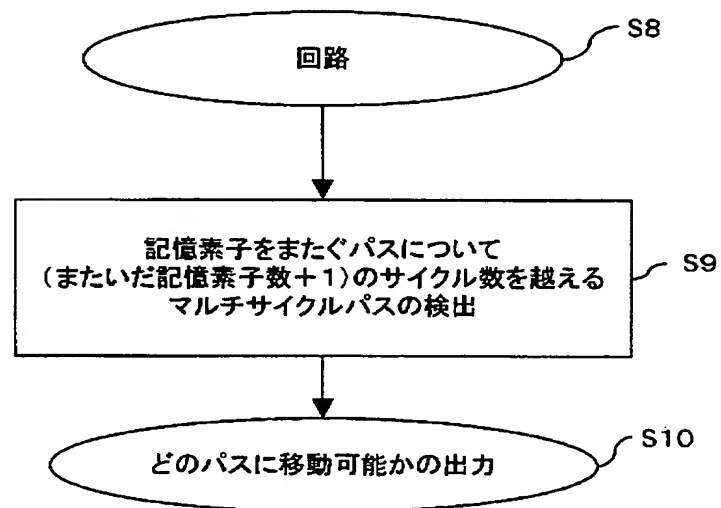 回路
S8
記憶素子をまたぐパスについて
（またいだ記憶素子数＋1）のサイクル数を越える
マルチサイクルパスの検出
S9
どのパスに移動可能かの出力
S10